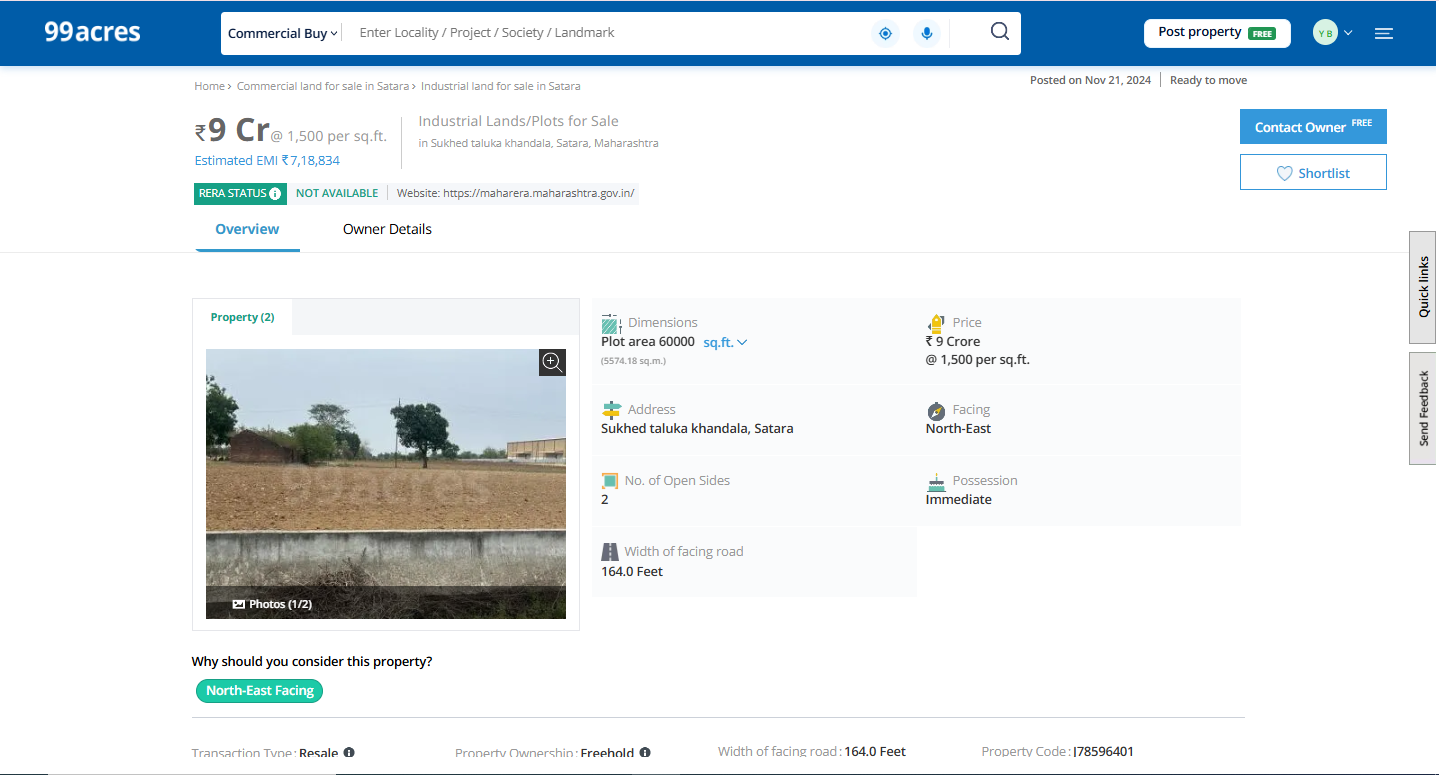 99acres
Commercial Buy
Enter Locality / Project / Society / Landmark
Post property FREE
Y B
Home › Commercial land for sale in Satara › Industrial land for sale in Satara
Posted on Nov 21, 2024 | Ready to move
₹9 Cr @ 1,500 per sq.ft.
Estimated EMI ₹7,18,834
Industrial Lands/Plots for Sale
in Sukhed taluka khandala, Satara, Maharashtra
Contact Owner FREE
Shortlist
RERA STATUS NOT AVAILABLE Website: https://maharera.maharashtra.gov.in/
Overview
Owner Details
Quick links
Send Feedback
Property (2)
99acres
Photos (1/2)
Dimensions
Plot area 60000 sq.ft.
(5574.18 sq.m.)
Price
₹ 9 Crore
@ 1,500 per sq.ft.
Address
Sukhed taluka khandala, Satara
Facing
North-East
No. of Open Sides
2
Possession
Immediate
Width of facing road
164.0 Feet
Why should you consider this property?
North-East Facing
Transaction Type : Resale
Property Ownership : Freehold
Width of facing road : 164.0 Feet
Property Code : J78596401